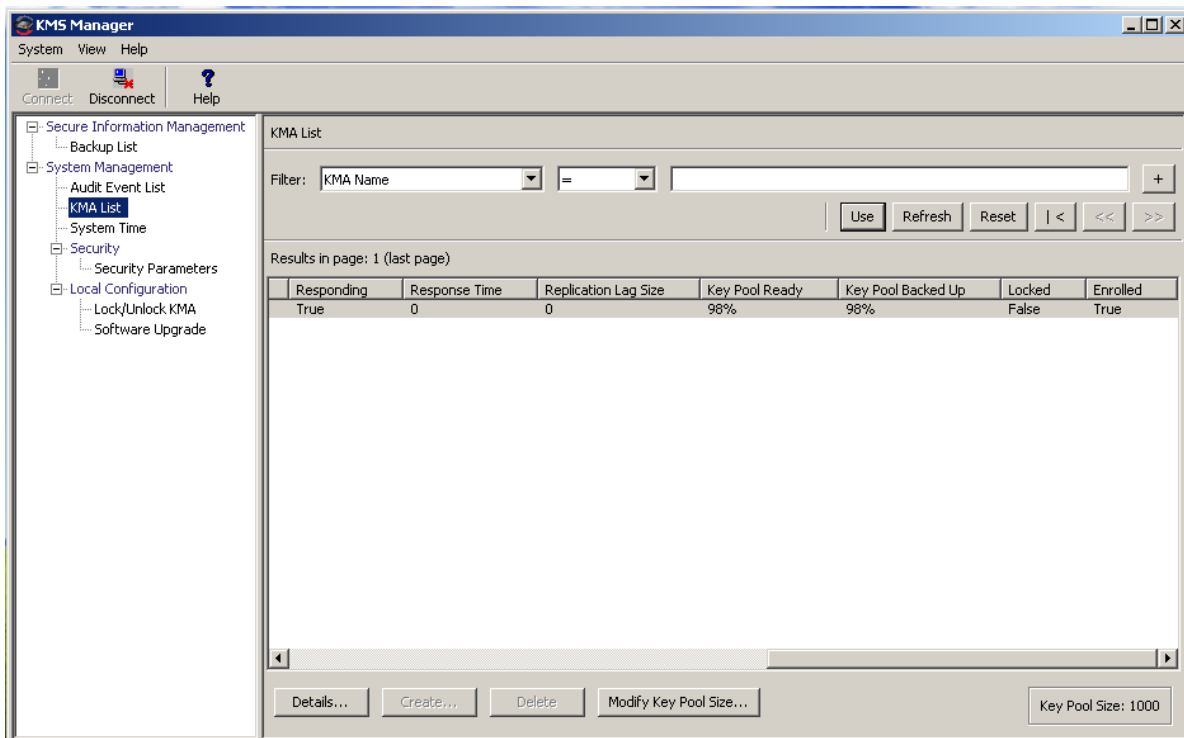 KMS Manager
System View Help
Connect Disconnect Help
Secure Information Management
Backup List
System Management
Audit Event List
KMA List
System Time
Security
Security Parameters
Local Configuration
Lock/Unlock KMA
Software Upgrade
KMA List
Filter: KMA Name = +
Use Refresh Reset |< << >>
Results in page: 1 (last page)
Responding Response Time Replication Lag Size Key Pool Ready Key Pool Backed Up Locked Enrolled
True 0 0 98% 98% False True
Details... Create... Delete Modify Key Pool Size... Key Pool Size: 1000